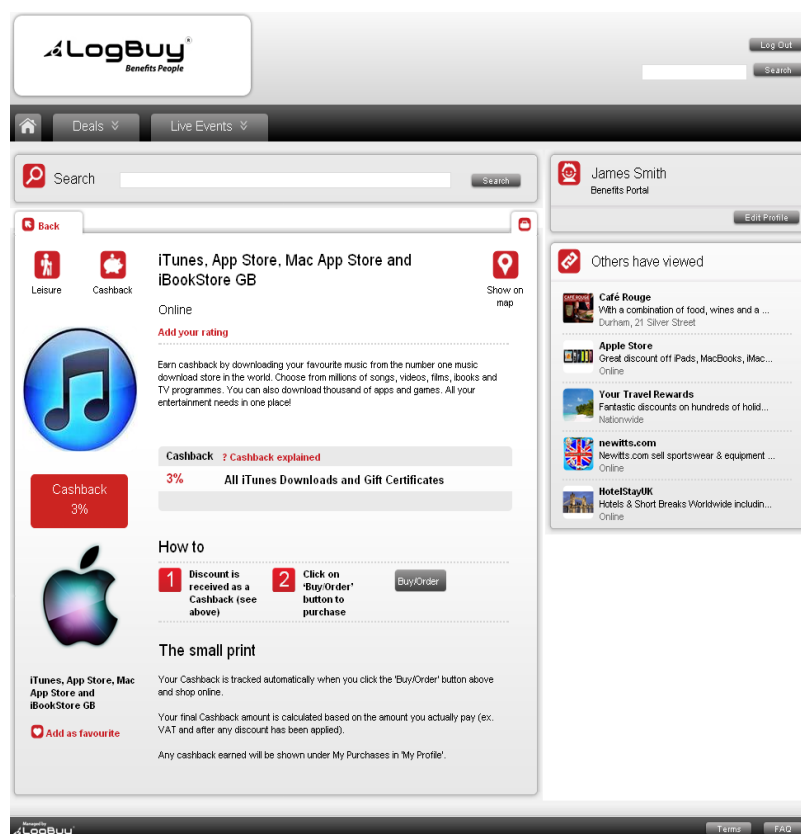 LogBuy®
Benefits People
Log Out
Search
Deals
Live Events
Search
Search
James Smith
Benefits Portal
Edit Profile
Back
Leisure
Cashback
iTunes, App Store, Mac App Store and
iBookStore GB
Show on
map
Online
Add your rating
Earn cashback by downloading your favourite music from the number one music
download store in the world. Choose from millions of songs, videos, films, ibooks and
TV programmes. You can also download thousand of apps and games. All your
entertainment needs in one place!
Cashback ? Cashback explained
3% All iTunes Downloads and Gift Certificates
Cashback
3%
How to
1 Discount is
received as a
Cashback (see
above)
2 Click on
'Buy/Order'
button to
purchase
Buy/Order
The small print
Your Cashback is tracked automatically when you click the 'Buy/Order' button above
and shop online.
Your final Cashback amount is calculated based on the amount you actually pay (ex.
VAT and after any discount has been applied).
Any cashback earned will be shown under My Purchases in 'My Profile'.
iTunes, App Store, Mac
App Store and
iBookStore GB
Add as favourite
Others have viewed
CAFÉ ROUGE
Café Rouge
With a combination of food, wines and a ...
Durham, 21 Silver Street
Apple Store
Great discount off iPads, MacBooks, iMac...
Online
Your Travel Rewards
Fantastic discounts on hundreds of holid...
Nationwide
newitts.com
Newitts.com sell sportswear & equipment ...
Online
HotelStayUK
Hotels & Short Breaks Worldwide includin...
Online
Managed by
LogBuy
Terms
FAQ